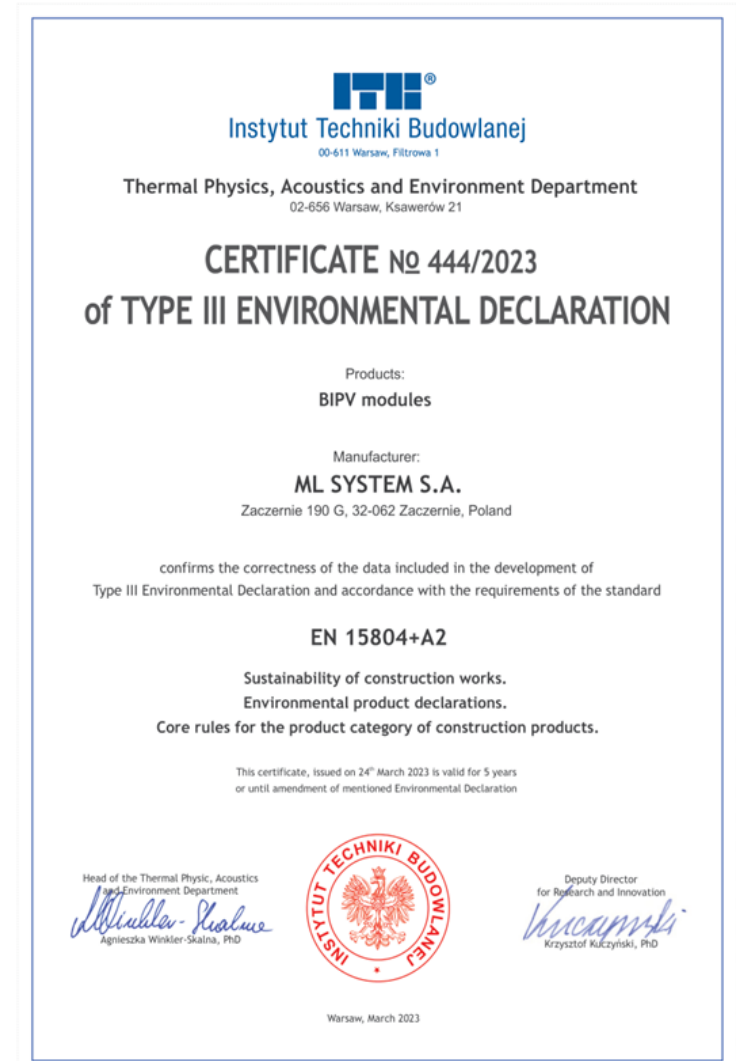 ITB®
Instytut Techniki Budowlanej
00-611 Warsaw, Filtrowa 1
Thermal Physics, Acoustics and Environment Department
02-656 Warsaw, Ksawerów 21
CERTIFICATE № 444/2023
of TYPE III ENVIRONMENTAL DECLARATION
Products:
BIPV modules
Manufacturer:
ML SYSTEM S.A.
Zaczernie 190 G, 32-062 Zaczernie, Poland
confirms the correctness of the data included in the development of
Type III Environmental Declaration and accordance with the requirements of the standard
EN 15804+A2
Sustainability of construction works.
Environmental product declarations.
Core rules for the product category of construction products.
This certificate, issued on 24th March 2023 is valid for 5 years
or until amendment of mentioned Environmental Declaration
Head of the Thermal Physic, Acoustics
and Environment Department
Agnieszka Winkler-Skalna, PhD
INSTYTUT TECHNIKI BUDOWLANEJ
Deputy Director
for Research and Innovation
Krzysztof Kuczyński, PhD
Warsaw, March 2023